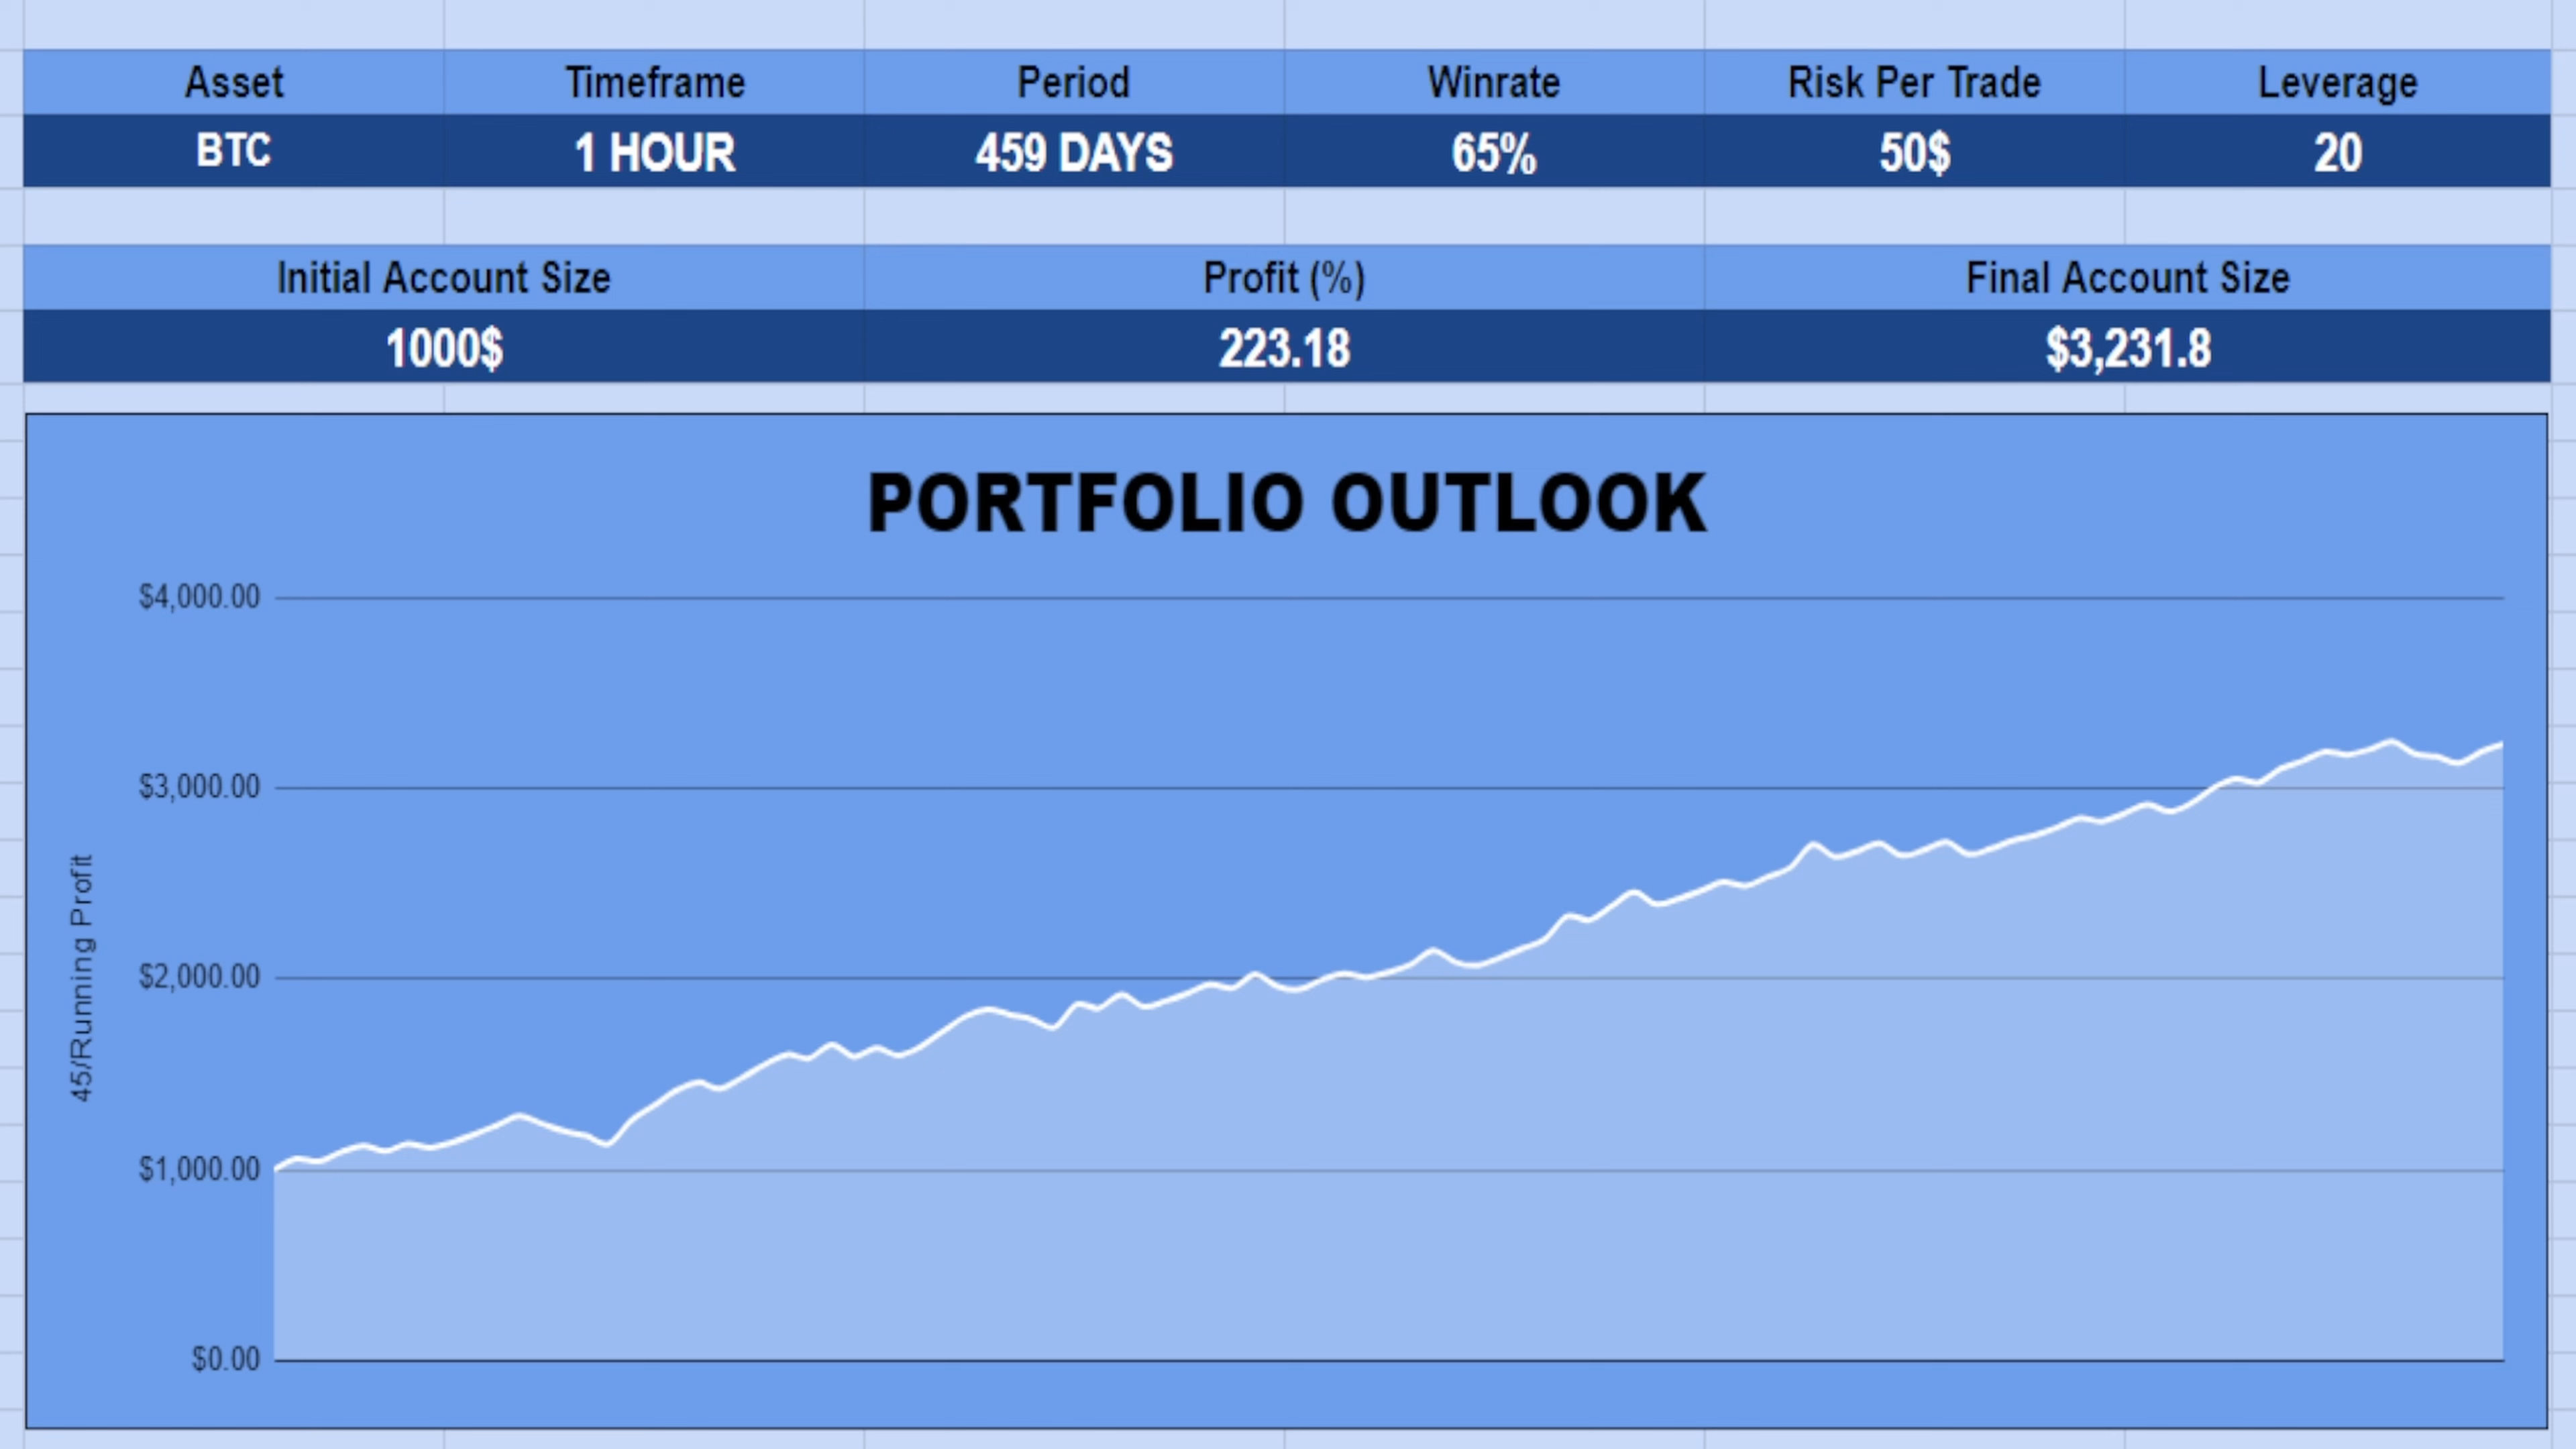 Asset Timeframe Period Winrate Risk Per Trade Leverage
BTC 1 HOUR 459 DAYS 65% 50$ 20
Initial Account Size Profit (%) Final Account Size
1000$ 223.18 $3,231.8
PORTFOLIO OUTLOOK
$4,000.00
$3,000.00
$2,000.00
$1,000.00
$0.00
45/Running Profit